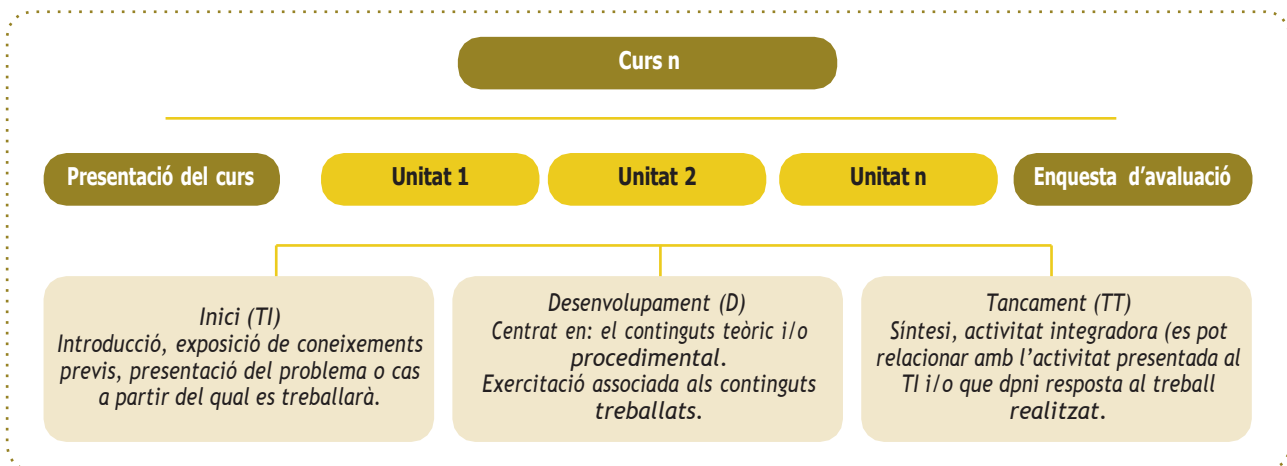 Curs n
Presentació del curs
Unitat 1
Unitat 2
Unitat n
Enquesta d’avaluació
Inici (TI)
Introducció, exposició de coneixements
previs, presentació del problema o cas
a partir del qual es treballarà.
Desenvolupament (D)
Centrat en: el continguts teòric i/o
procedimental.
Exercitació associada als continguts
treballats.
Tancament (TT)
Síntesi, activitat integradora (es pot
relacionar amb l’activitat presentada al
TI i/o que dpni resposta al treball
realitzat.